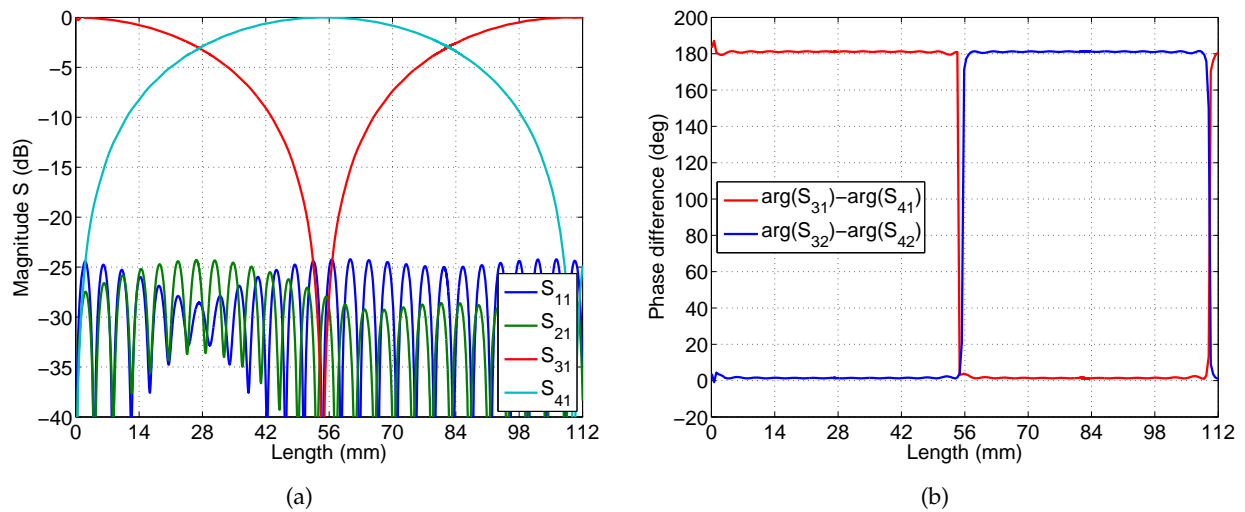 0
−5
−10
−15
−20
−25
−30
−35
−40
Magnitude S (dB)
0 14 28 42 56 70 84 98 112
Length (mm)
S11
S21
S31
S41
(a)
200
180
160
140
120
100
80
60
40
20
0
−20
Phase difference (deg)
0 14 28 42 56 70 84 98 112
Length (mm)
arg(S31)−arg(S41)
arg(S32)−arg(S42)
(b)